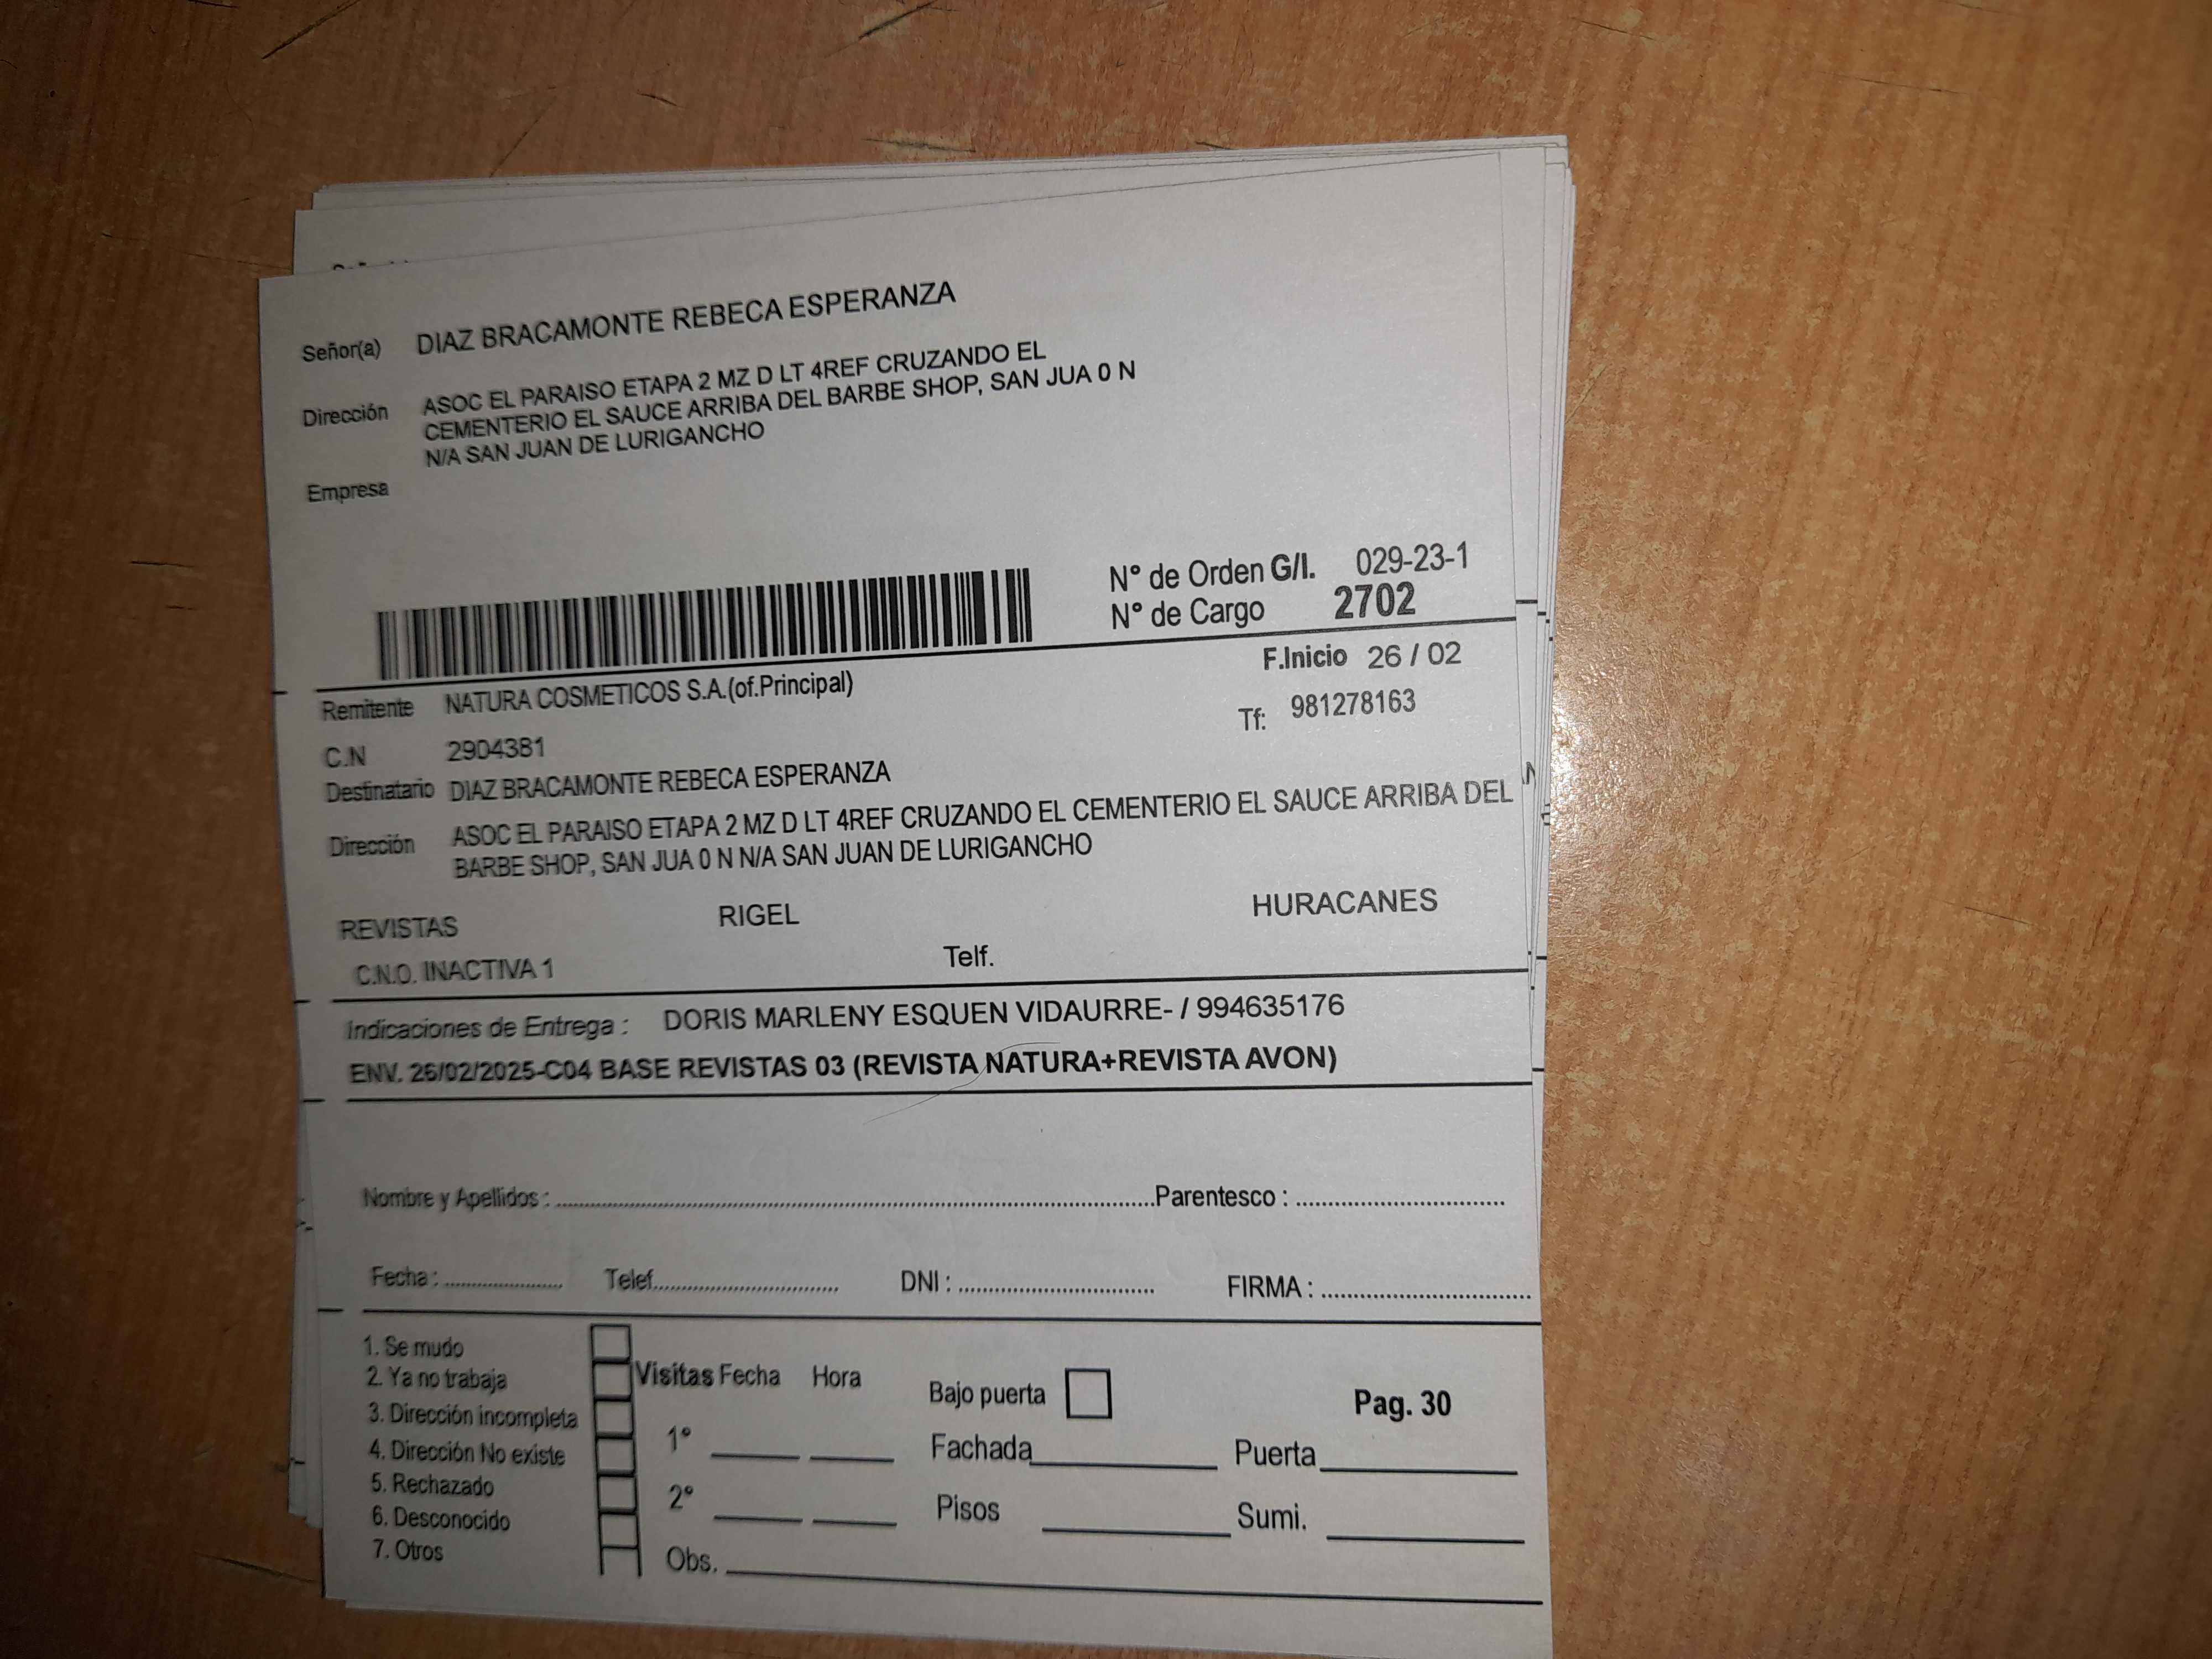 Señor(a) DIAZ BRACAMONTE REBECA ESPERANZA
Dirección ASOC EL PARAISO ETAPA 2 MZ D LT 4REF CRUZANDO EL
CEMENTERIO EL SAUCE ARRIBA DEL BARBE SHOP, SAN JUA 0 N
N/A SAN JUAN DE LURIGANCHO
Empresa
N° de Orden G/I. 029-23-1
N° de Cargo 2702
F.Inicio 26 / 02
Remitente NATURA COSMETICOS S.A.(of.Principal)
Tf: 981278163
C.N 2904381
Destinatario DIAZ BRACAMONTE REBECA ESPERANZA
Dirección ASOC EL PARAISO ETAPA 2 MZ D LT 4REF CRUZANDO EL CEMENTERIO EL SAUCE ARRIBA DEL
BARBE SHOP, SAN JUA 0 N N/A SAN JUAN DE LURIGANCHO
REVISTAS RIGEL HURACANES
C.N.O. INACTIVA 1 Telf.
Indicaciones de Entrega : DORIS MARLENY ESQUEN VIDAURRE- / 994635176
ENV. 26/02/2025-C04 BASE REVISTAS 03 (REVISTA NATURA+REVISTA AVON)
Nombre y Apellidos : Parentesco :
Fecha : Telef. DNI : FIRMA :
1. Se mudo
2. Ya no trabaja
3. Dirección incompleta
4. Dirección No existe
5. Rechazado
6. Desconocido
7. Otros
Visitas Fecha Hora
1°
2°
Obs.
Bajo puerta Pag. 30
Fachada Puerta
Pisos Sumi.